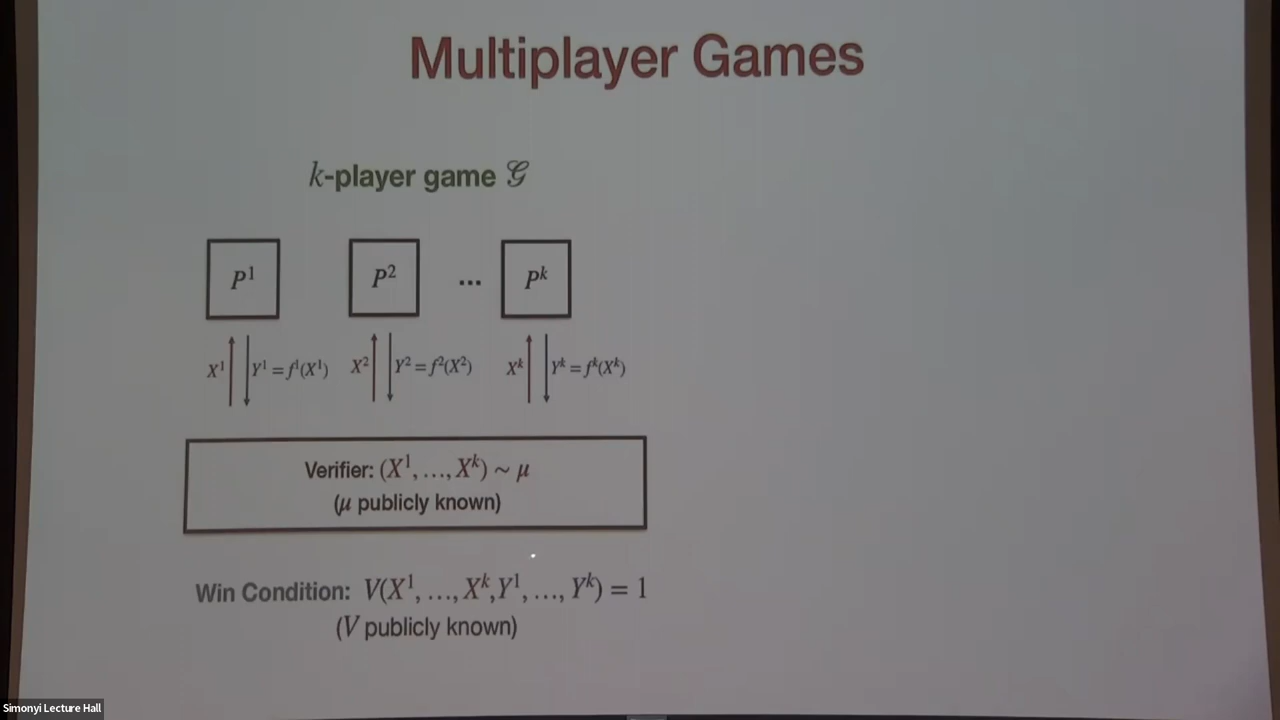 Multiplayer Games
k-player game 𝒢
P¹ P² ... Pᵏ
X¹ Y¹ = f¹(X¹) X² Y² = f²(X²) Xᵏ Yᵏ = fᵏ(Xᵏ)
Verifier: (X¹, …, Xᵏ) ~ μ
(μ publicly known)
Win Condition: V(X¹, …, Xᵏ, Y¹, …, Yᵏ) = 1
(V publicly known)
Simonyi Lecture Hall